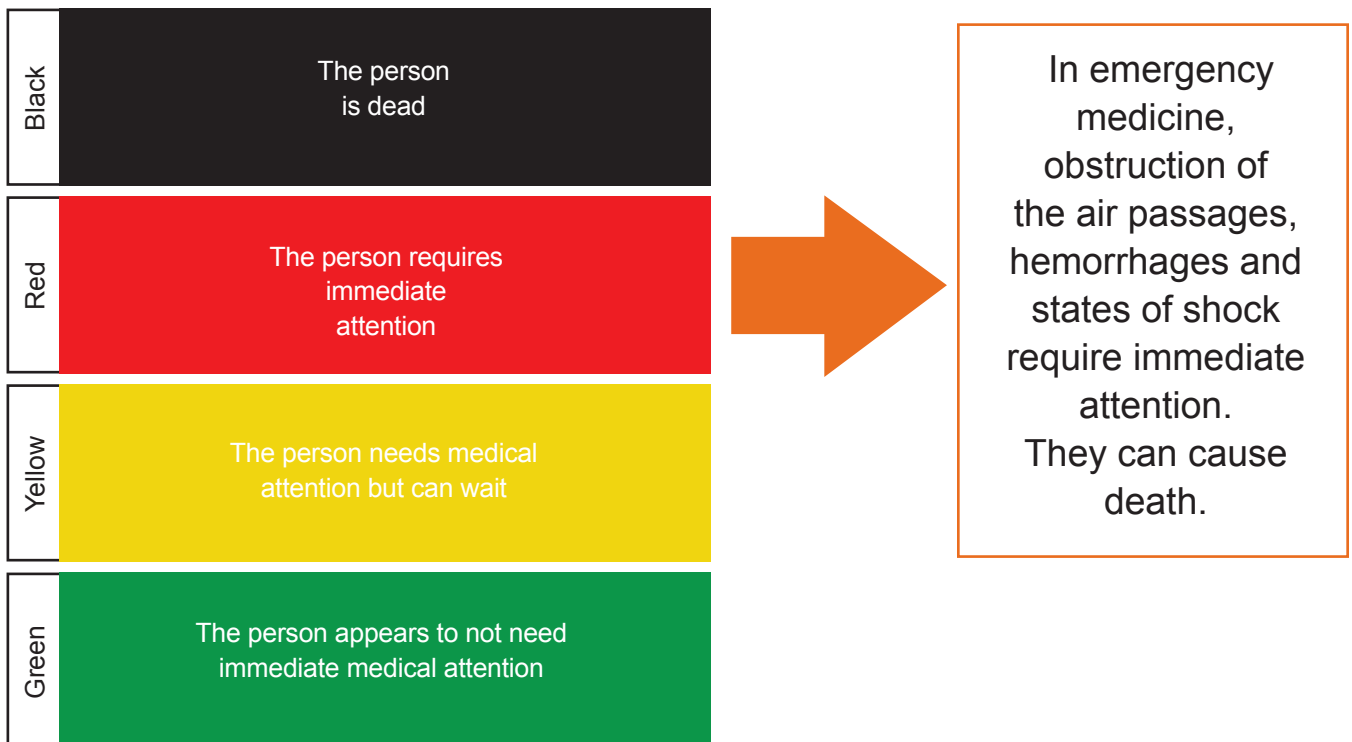 Black
The person
is dead
Red
The person requires
immediate
attention
Yellow
The person needs medical
attention but can wait
Green
The person appears to not need
immediate medical attention
In emergency
medicine,
obstruction of
the air passages,
hemorrhages and
states of shock
require immediate
attention.
They can cause
death.